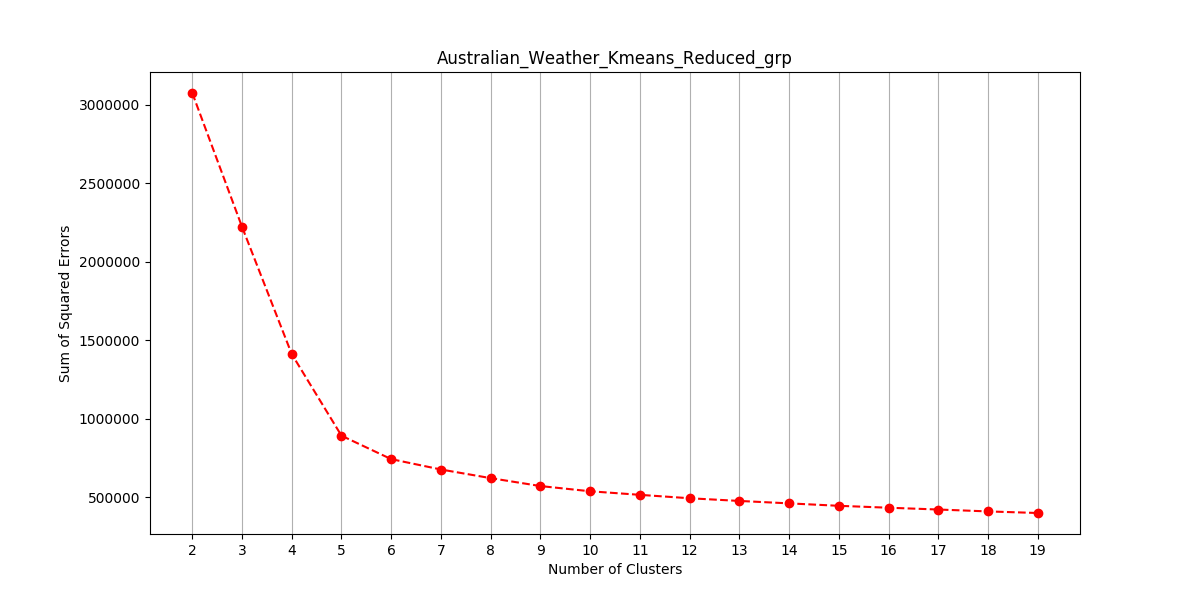 Australian_Weather_Kmeans_Reduced_grp
Sum of Squared Errors
3000000
2500000
2000000
1500000
1000000
500000
2 3 4 5 6 7 8 9 10 11 12 13 14 15 16 17 18 19
Number of Clusters